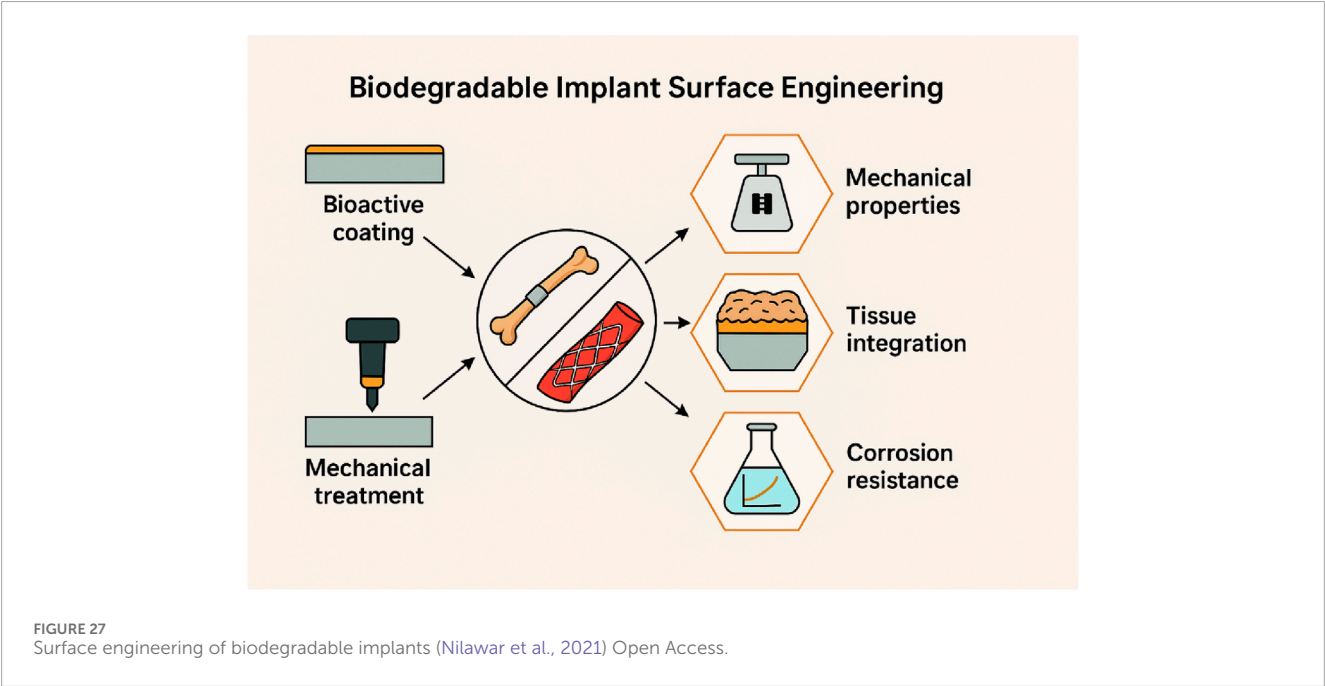 Biodegradable Implant Surface Engineering
Bioactive
coating
Mechanical
treatment
Mechanical
properties
Tissue
integration
Corrosion
resistance
FIGURE 27
Surface engineering of biodegradable implants (Nilawar et al., 2021) Open Access.